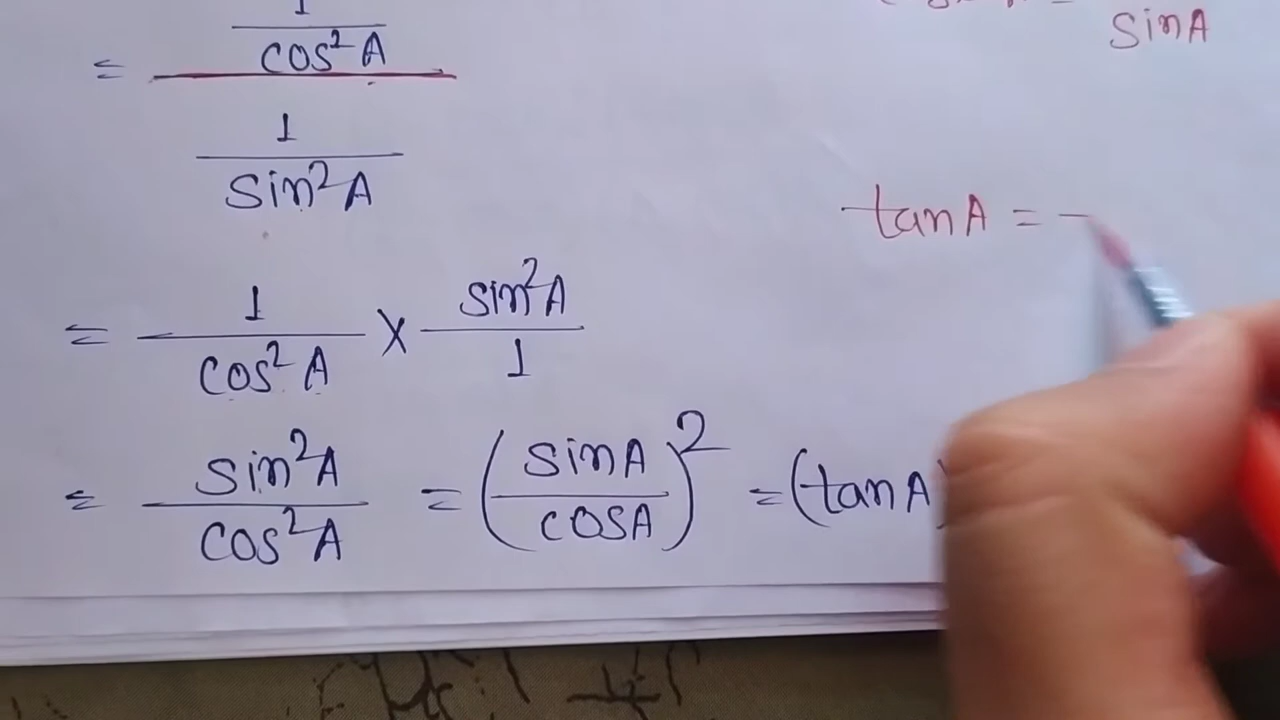 1
= cos²A
sinA
1
sin²A
tanA =
= 1/cos²A × sin²A/1
= sin²A/cos²A = (sinA/cosA)² = (tanA)